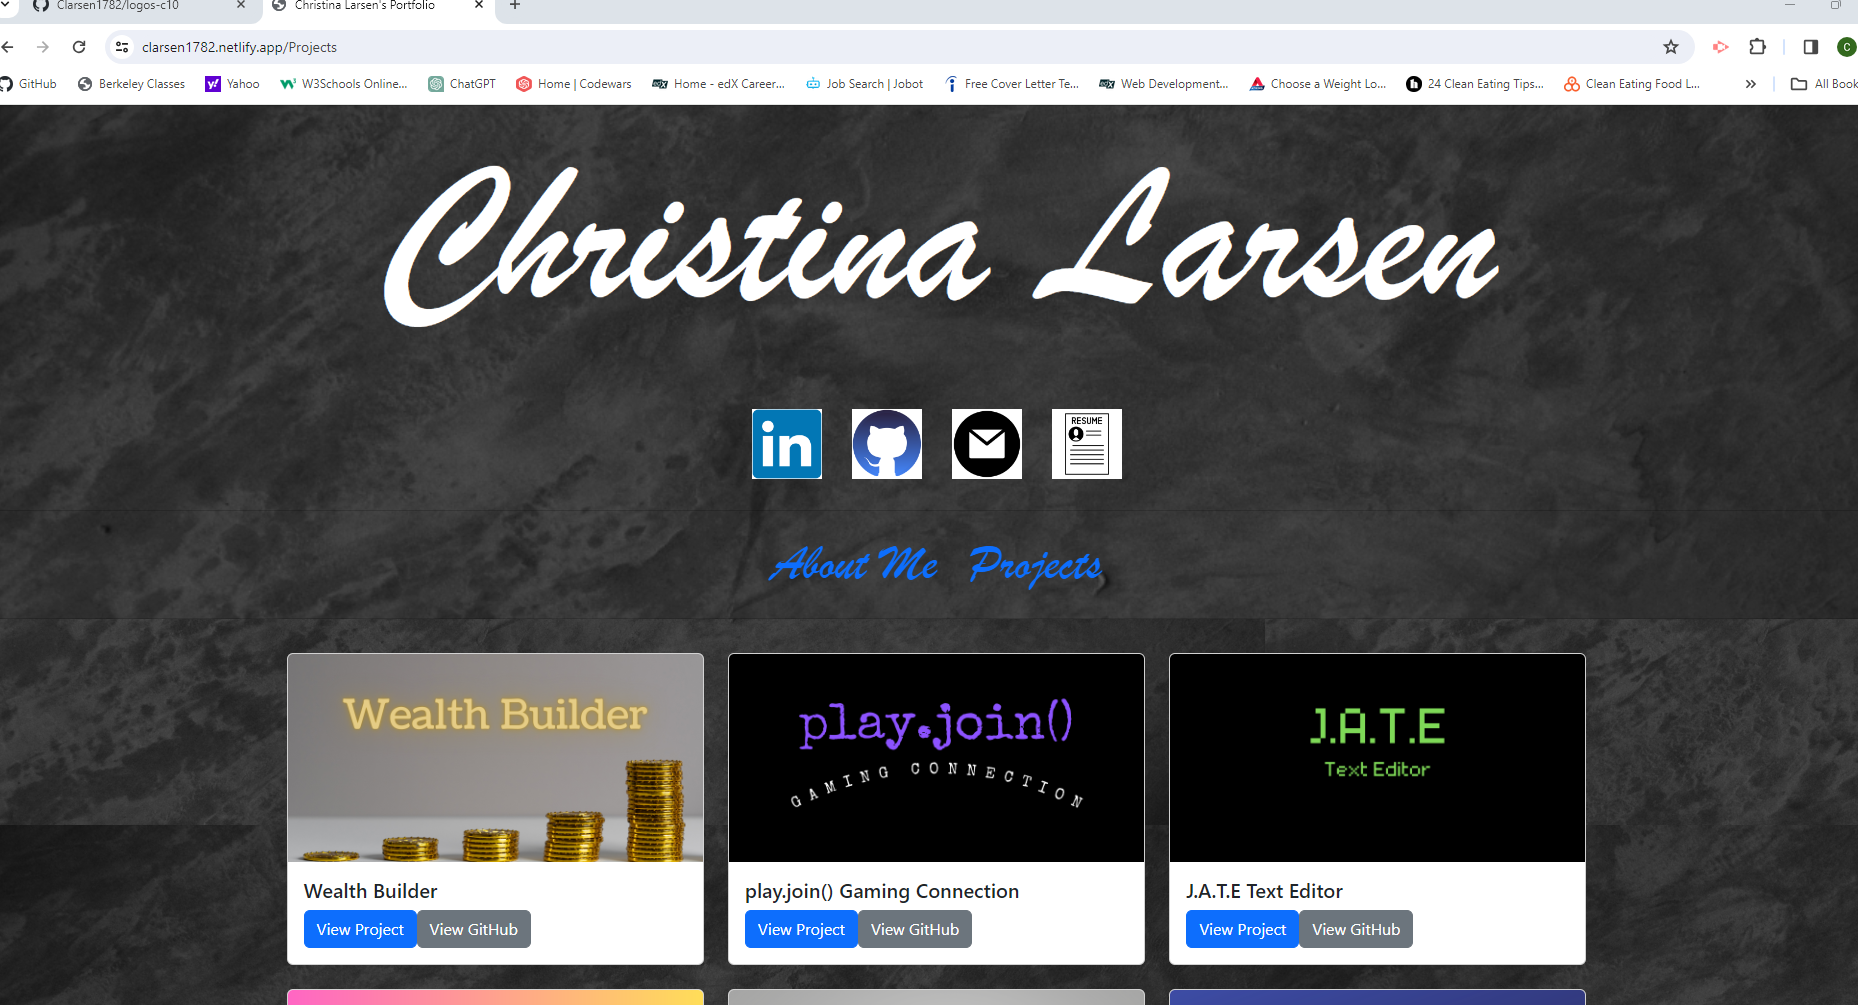 Clarsen1782/logos-c10
Christina Larsen's Portfolio
clarsen1782.netlify.app/Projects
C
GitHub
Berkeley Classes
Yahoo
W3Schools Online...
ChatGPT
Home | Codewars
Home - edX Career...
Job Search | Jobot
Free Cover Letter Te...
Web Development...
Choose a Weight Lo...
24 Clean Eating Tips...
Clean Eating Food L...
All Book
Christina Larsen
in
RESUME
About Me Projects
Wealth Builder
play.join()
GAMING CONNECTION
J.A.T.E
Text Editor
Wealth Builder
View Project View GitHub
play.join() Gaming Connection
View Project View GitHub
J.A.T.E Text Editor
View Project View GitHub